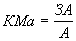 КМа = ЗА / А